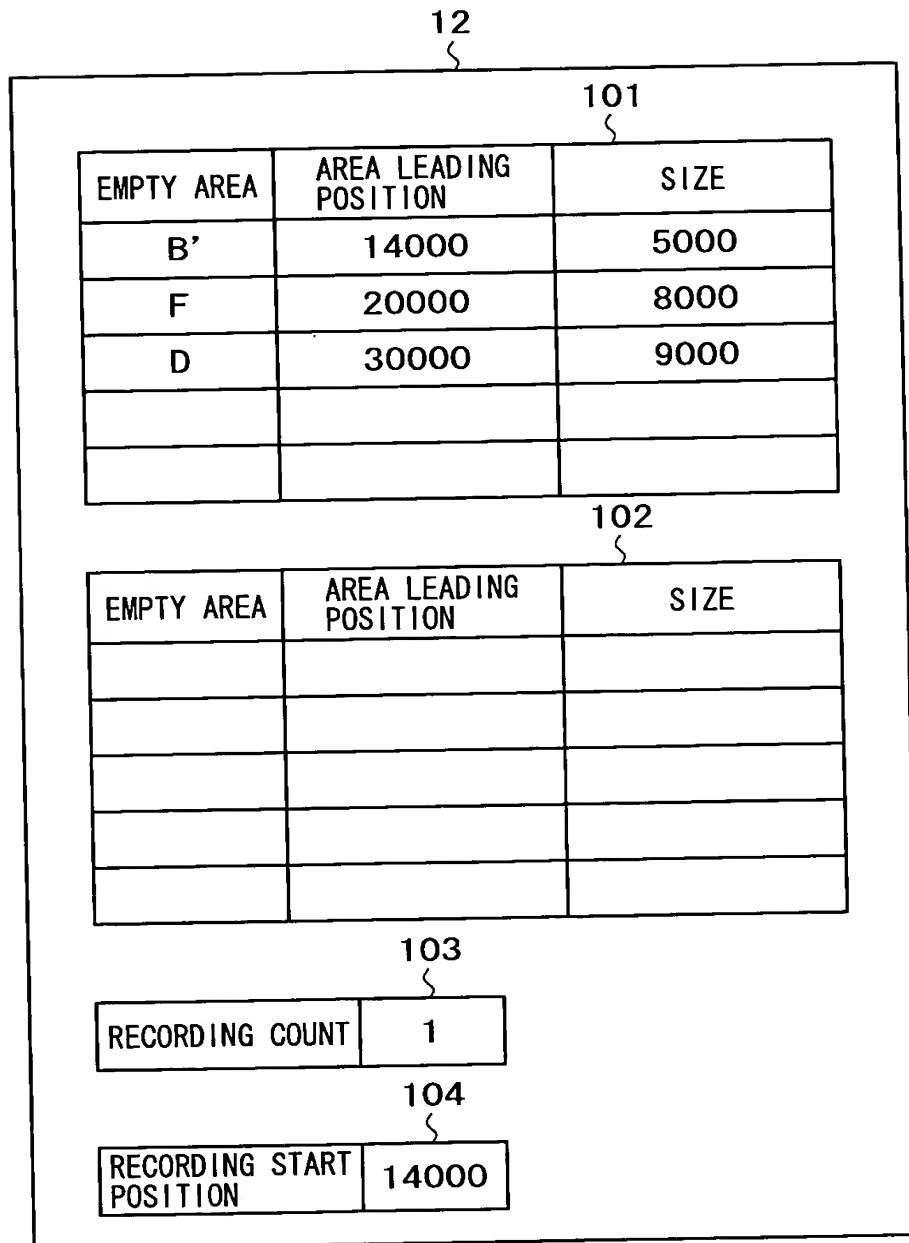 12
101
EMPTY AREA AREA LEADING POSITION SIZE
B' 14000 5000
F 20000 8000
D 30000 9000
102
EMPTY AREA AREA LEADING POSITION SIZE
103
RECORDING COUNT 1
104
RECORDING START POSITION 14000